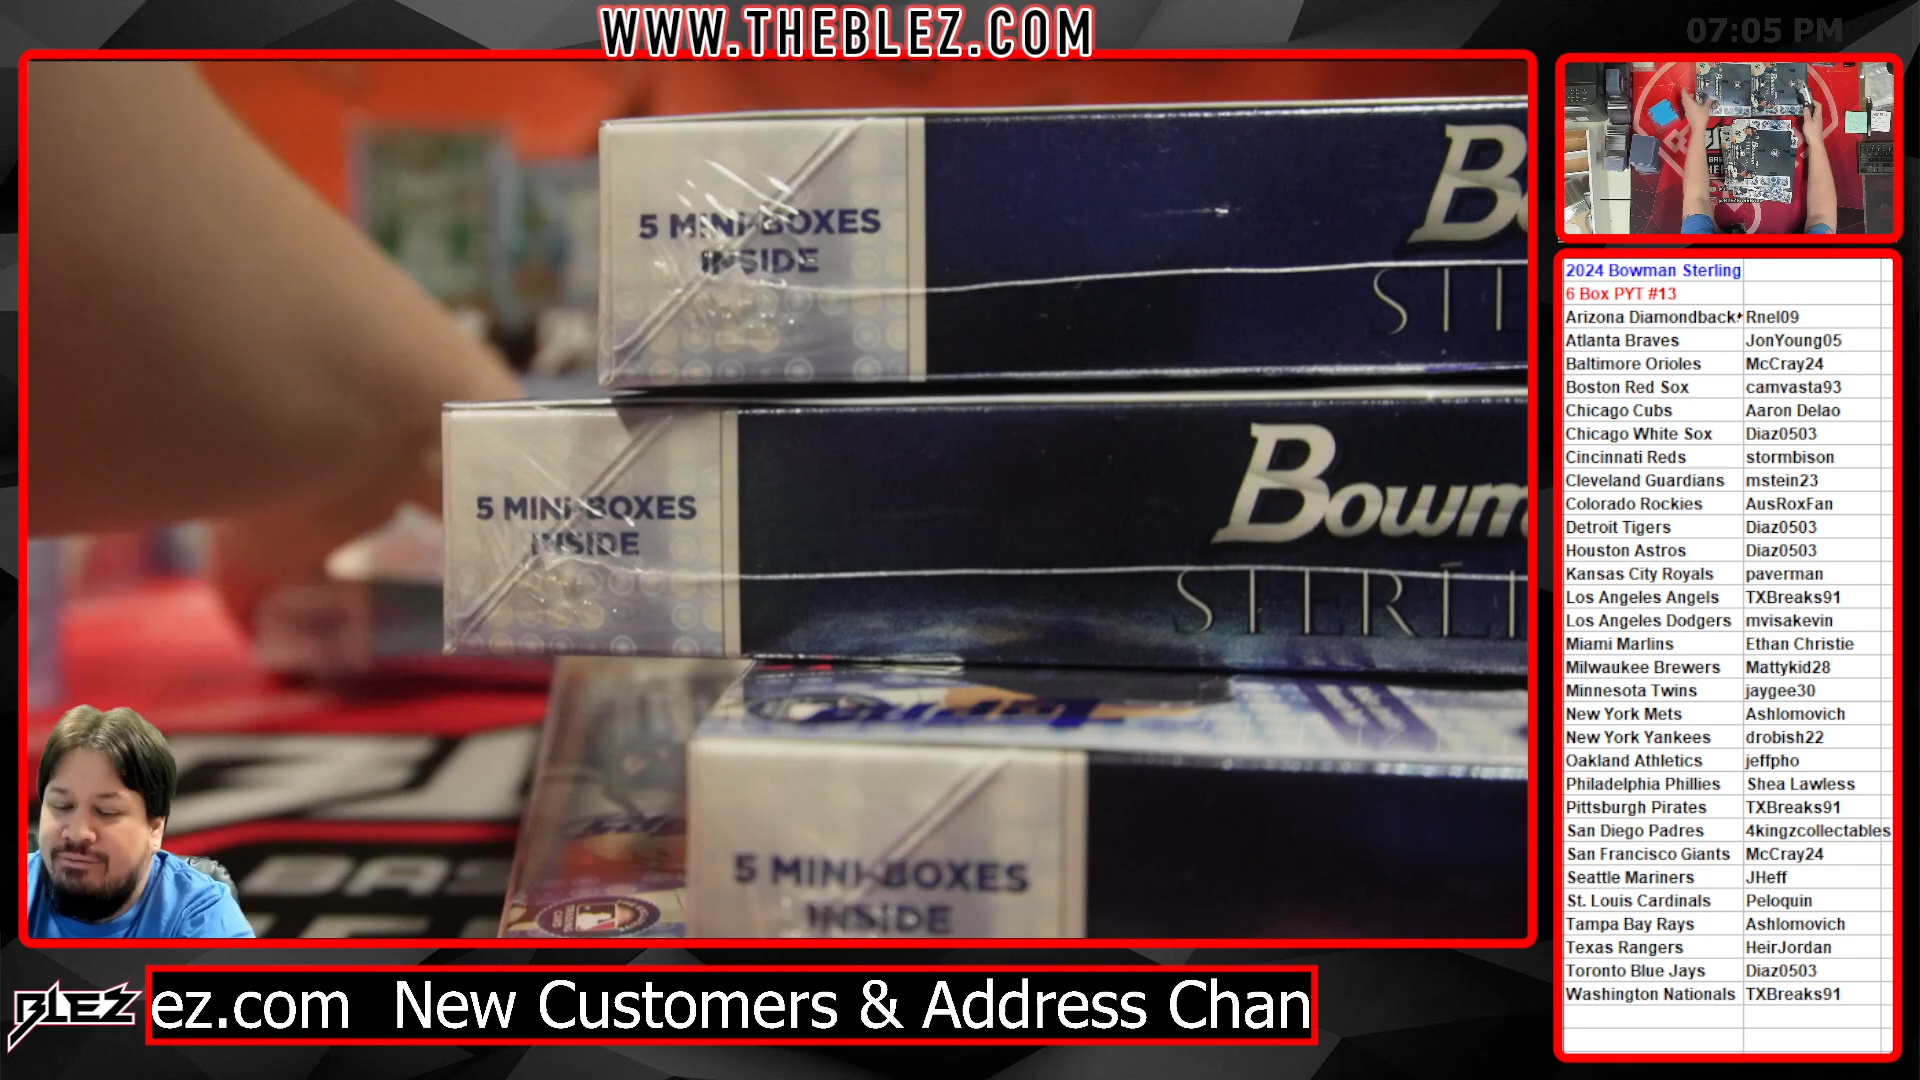 WWW.THEBLEZ.COM
07:05 PM
5 MINI-BOXES
INSIDE
5 MINI-BOXES
INSIDE
Bowm
STERLI
5 MINI-BOXES
INSIDE
2024 Bowman Sterling
6 Box PYT #13
Arizona Diamondback Rnel09
Atlanta Braves JonYoung05
Baltimore Orioles McCray24
Boston Red Sox camvasta93
Chicago Cubs Aaron Delao
Chicago White Sox Diaz0503
Cincinnati Reds stormbison
Cleveland Guardians mstein23
Colorado Rockies AusRoxFan
Detroit Tigers Diaz0503
Houston Astros Diaz0503
Kansas City Royals paverman
Los Angeles Angels TXBreaks91
Los Angeles Dodgers mvisakevin
Miami Marlins Ethan Christie
Milwaukee Brewers Mattykid28
Minnesota Twins jaygee30
New York Mets Ashlomovich
New York Yankees drobish22
Oakland Athletics jeffpho
Philadelphia Phillies Shea Lawless
Pittsburgh Pirates TXBreaks91
San Diego Padres 4kingzcollectables
San Francisco Giants McCray24
Seattle Mariners JHeff
St. Louis Cardinals Peloquin
Tampa Bay Rays Ashlomovich
Texas Rangers HeirJordan
Toronto Blue Jays Diaz0503
Washington Nationals TXBreaks91
BLEZ
ez.com New Customers & Address Chan